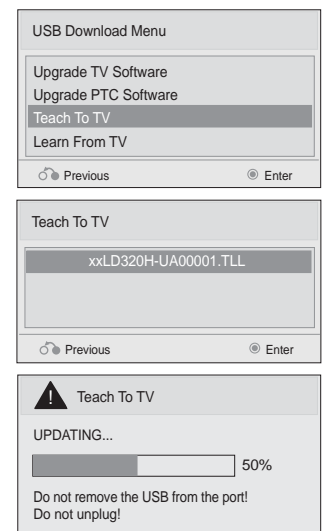 USB Download Menu
Upgrade TV Software
Upgrade PTC Software
Teach To TV
Learn From TV
Previous Enter
Teach To TV
xxLD320H-UA00001.TLL
Previous Enter
! Teach To TV
UPDATING...
50%
Do not remove the USB from the port!
Do not unplug!